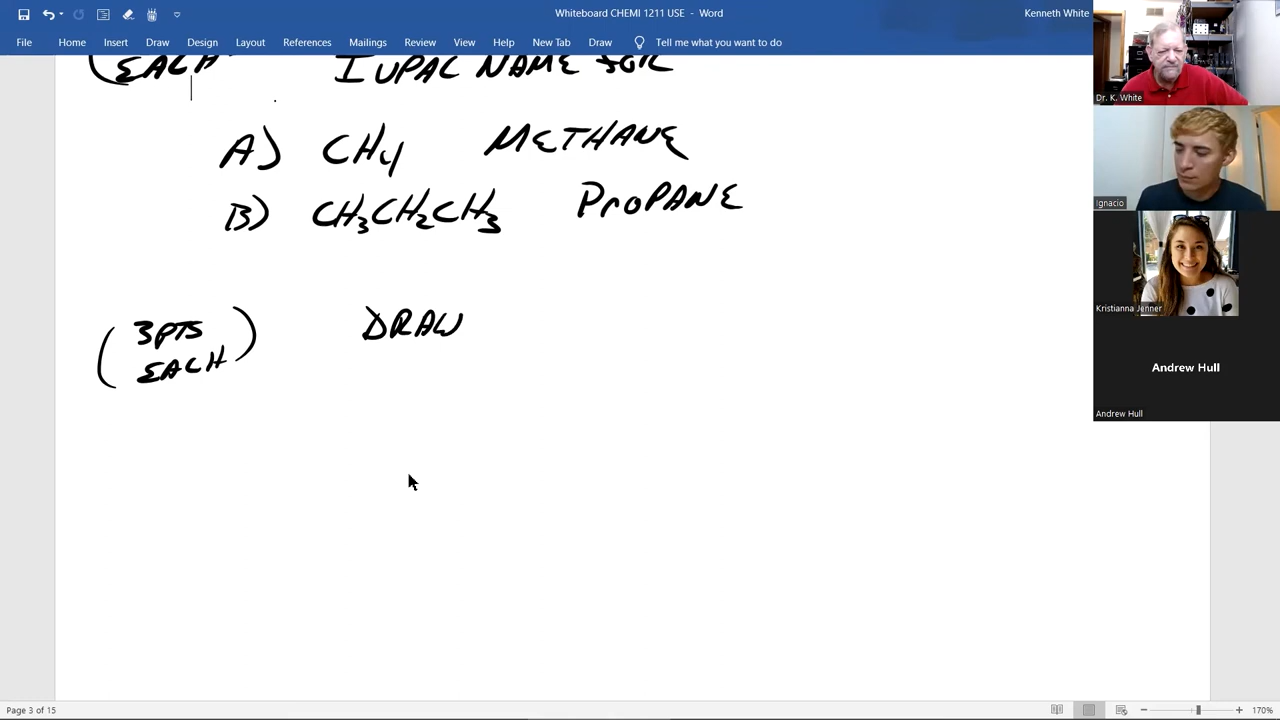 Whiteboard CHEMI 1211 USE - Word
Kenneth White
File Home Insert Draw Design Layout References Mailings Review View Help New Tab Draw Tell me what you want to do
(EACH IUPAC NAME FOR
A) CH4 METHANE
B) CH3CH2CH3 PROPANE
(3PTS EACH) DRAW
Dr. K. White
Ignacio
Kristianna Jenner
Andrew Hull
Andrew Hull
Page 3 of 15
170%